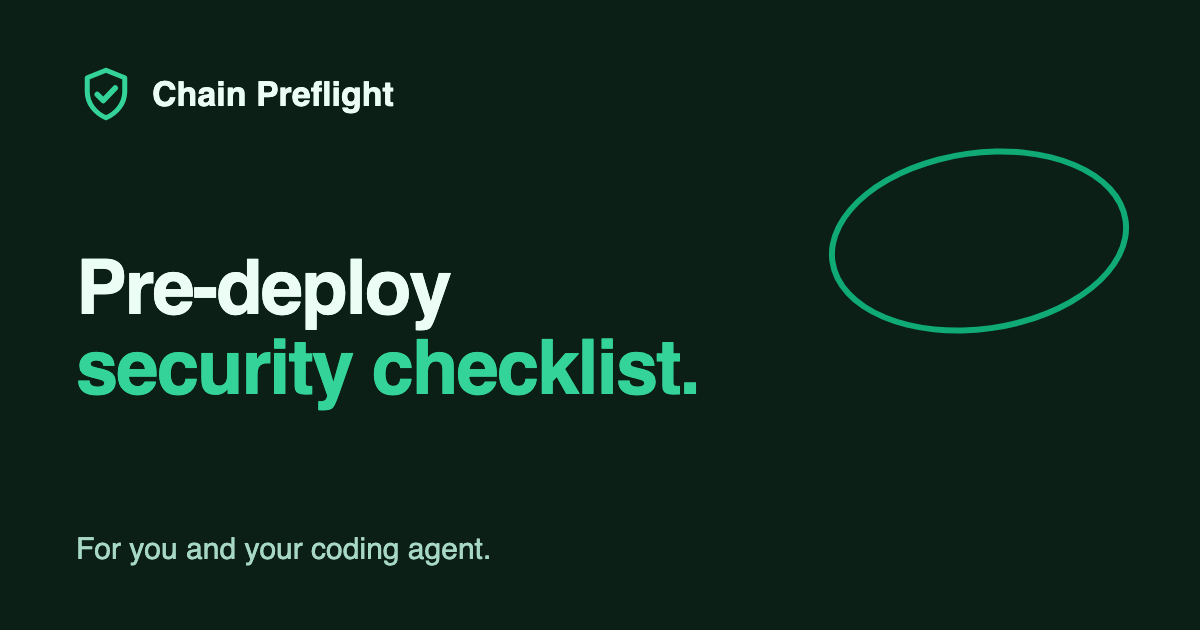 Chain Preflight
Pre-deploy
security checklist.
For you and your coding agent.